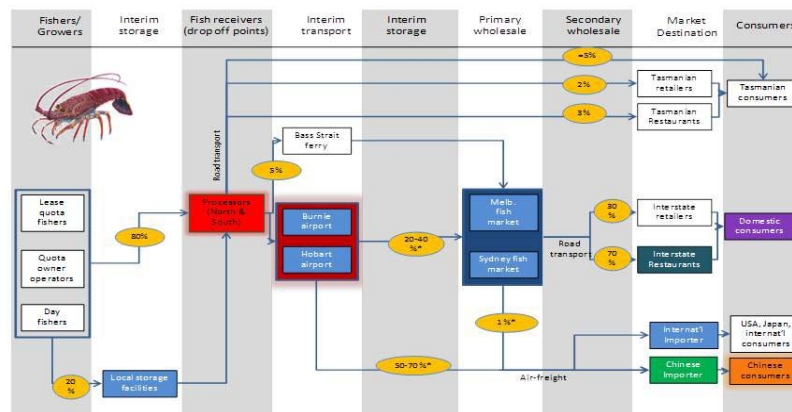 Fishers/
Growers
Interim
storage
Fish receivers
(drop off points)
Interim
transport
Interim
storage
Primary
wholesale
Secondary
wholesale
Market
Destination
Consumers
=5%
2%
Tasmanian
retailers
Tasmanian
consumers
3%
Tasmanian
Restaurants
Road transport
Bass Strait
ferry
5%
Lease
quota
fishers
Quota
owner
operators
Day
fishers
80%
Processors
(North &
South)
Burnie
airport
Hobart
airport
20-40
%*
Melb.
fish
market
Sydney fish
market
Road
transport
30
%
Interstate
retailers
70
%
Interstate
Restaurants
Domestic
consumers
1%*
20
%
Local storage
facilities
50-70%*
Air-freight
Internat'l
Importer
USA, Japan,
internat'l
consumers
Chinese
Importer
Chinese
consumers